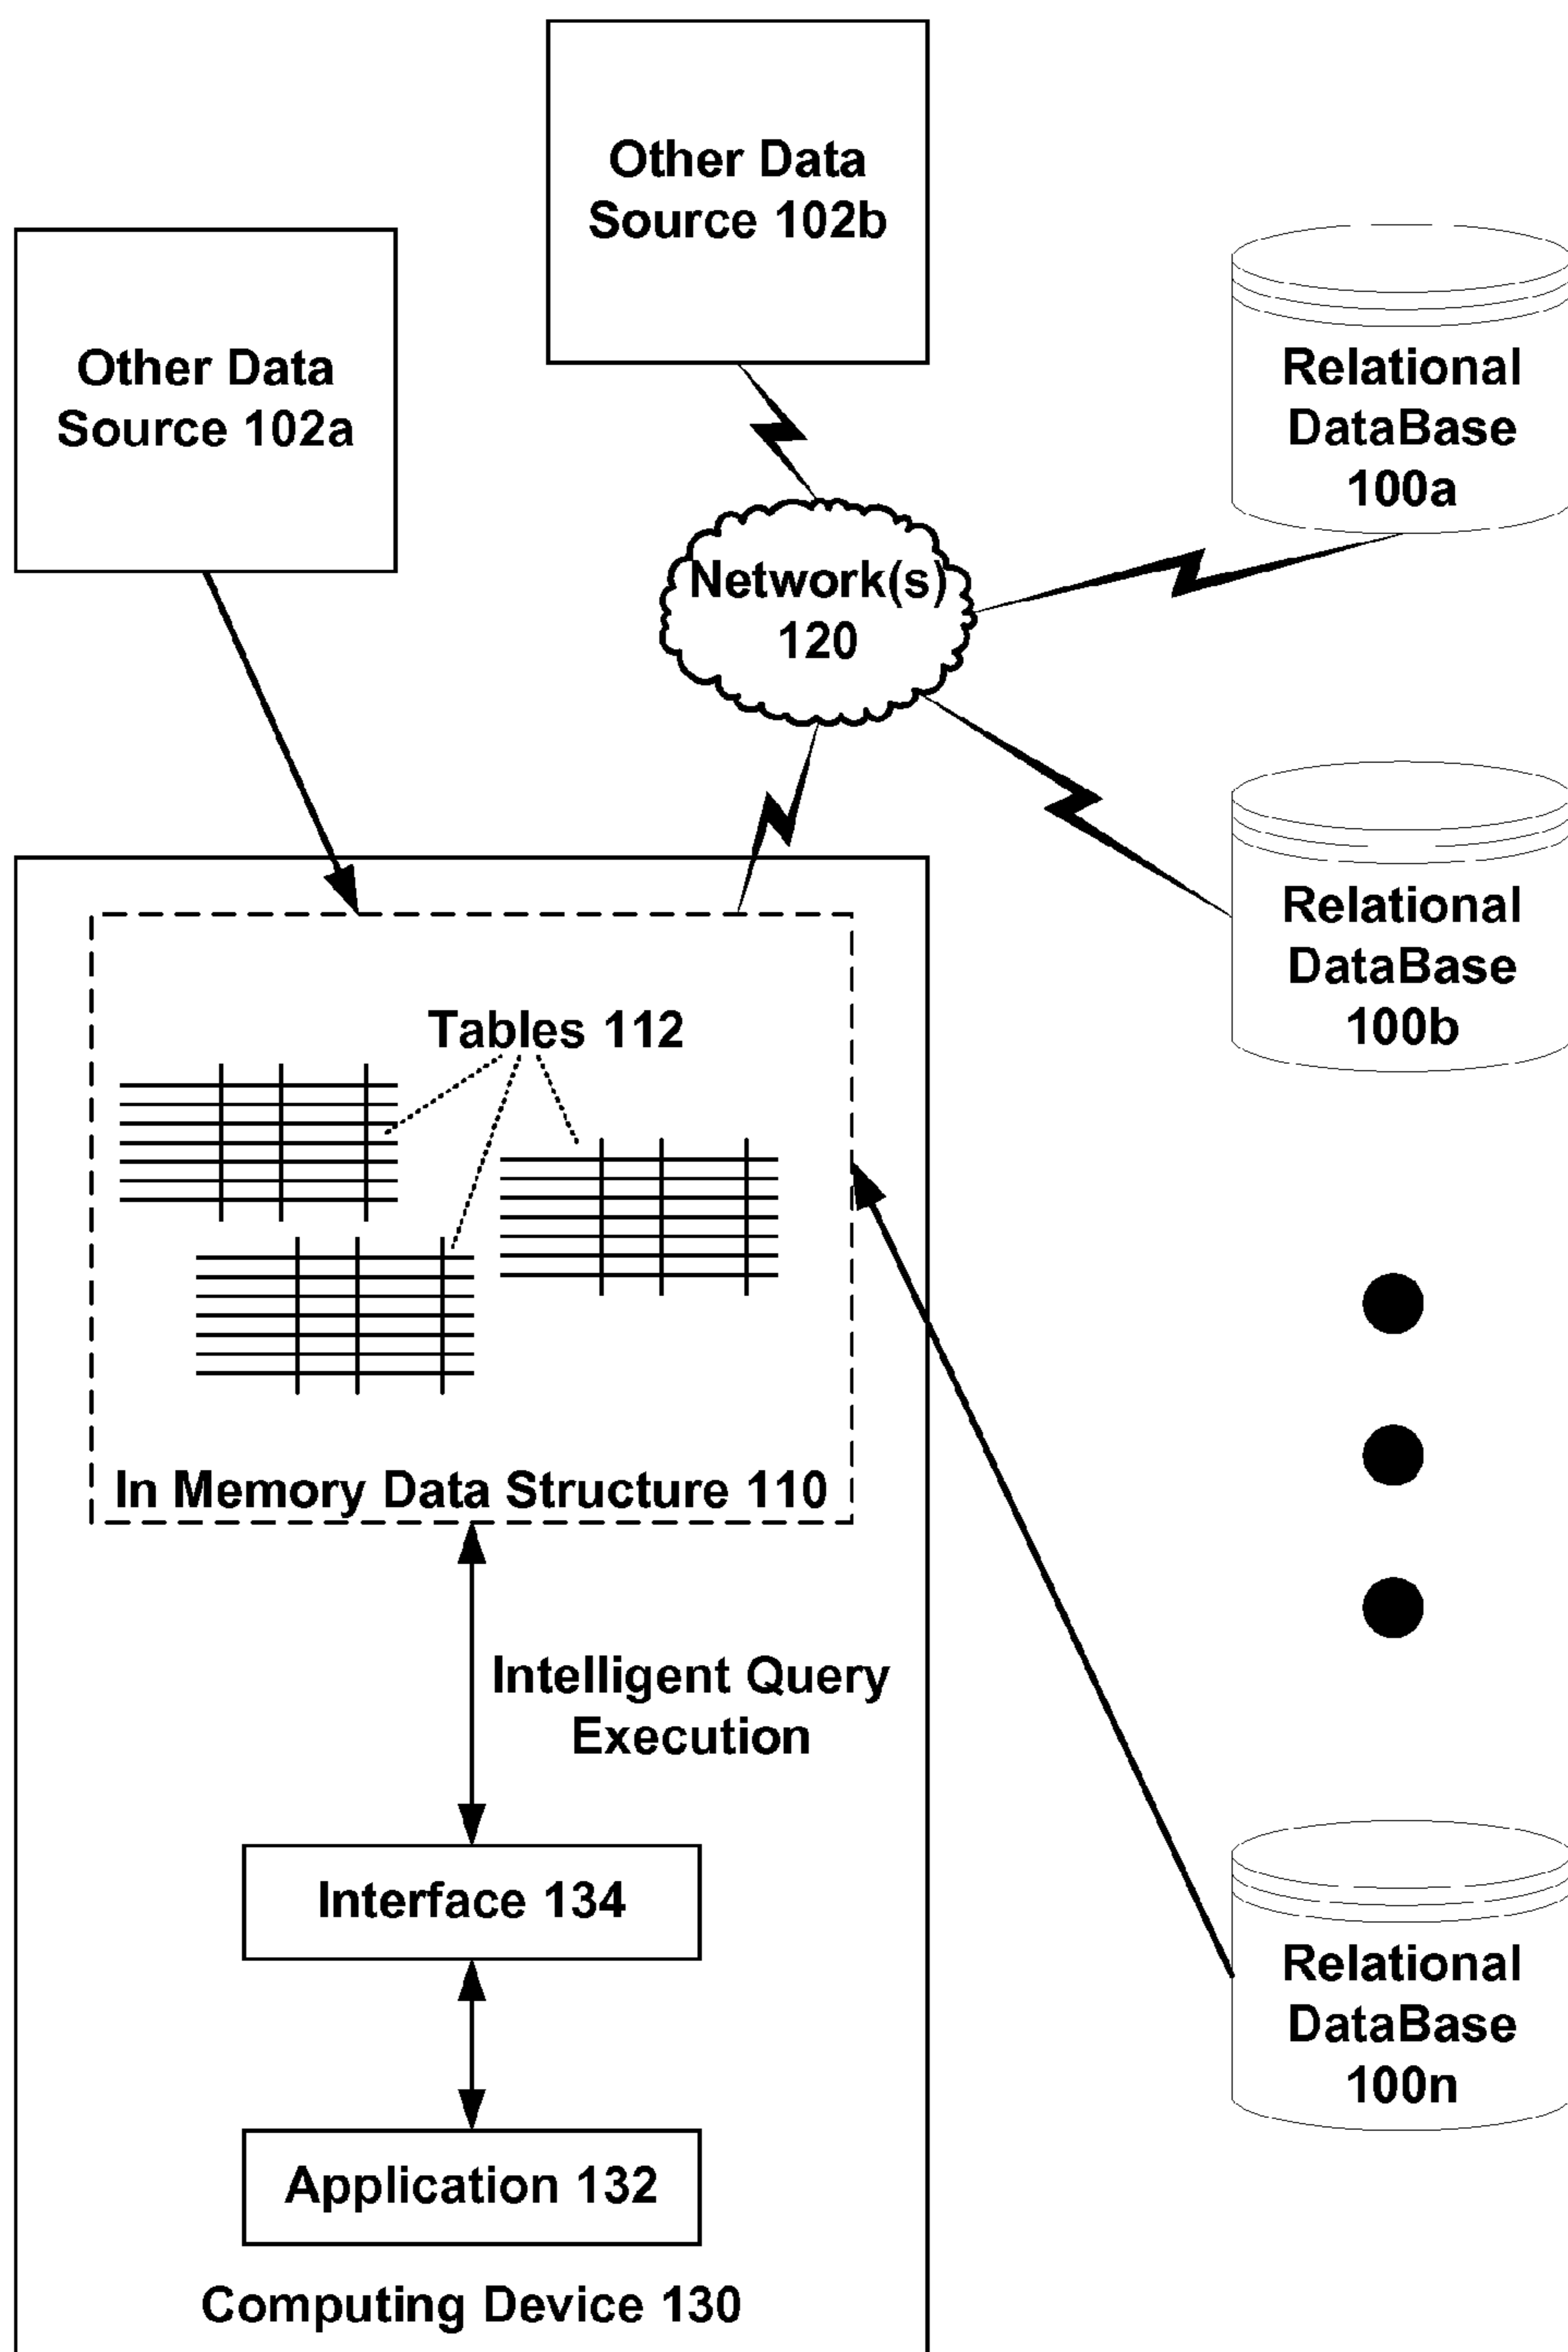 Other Data
Source 102b
Other Data
Source 102a
Relational
DataBase
100a
Network(s)
120
Relational
DataBase
100b
Tables 112
In Memory Data Structure 110
Intelligent Query
Execution
Interface 134
Relational
DataBase
100n
Application 132
Computing Device 130